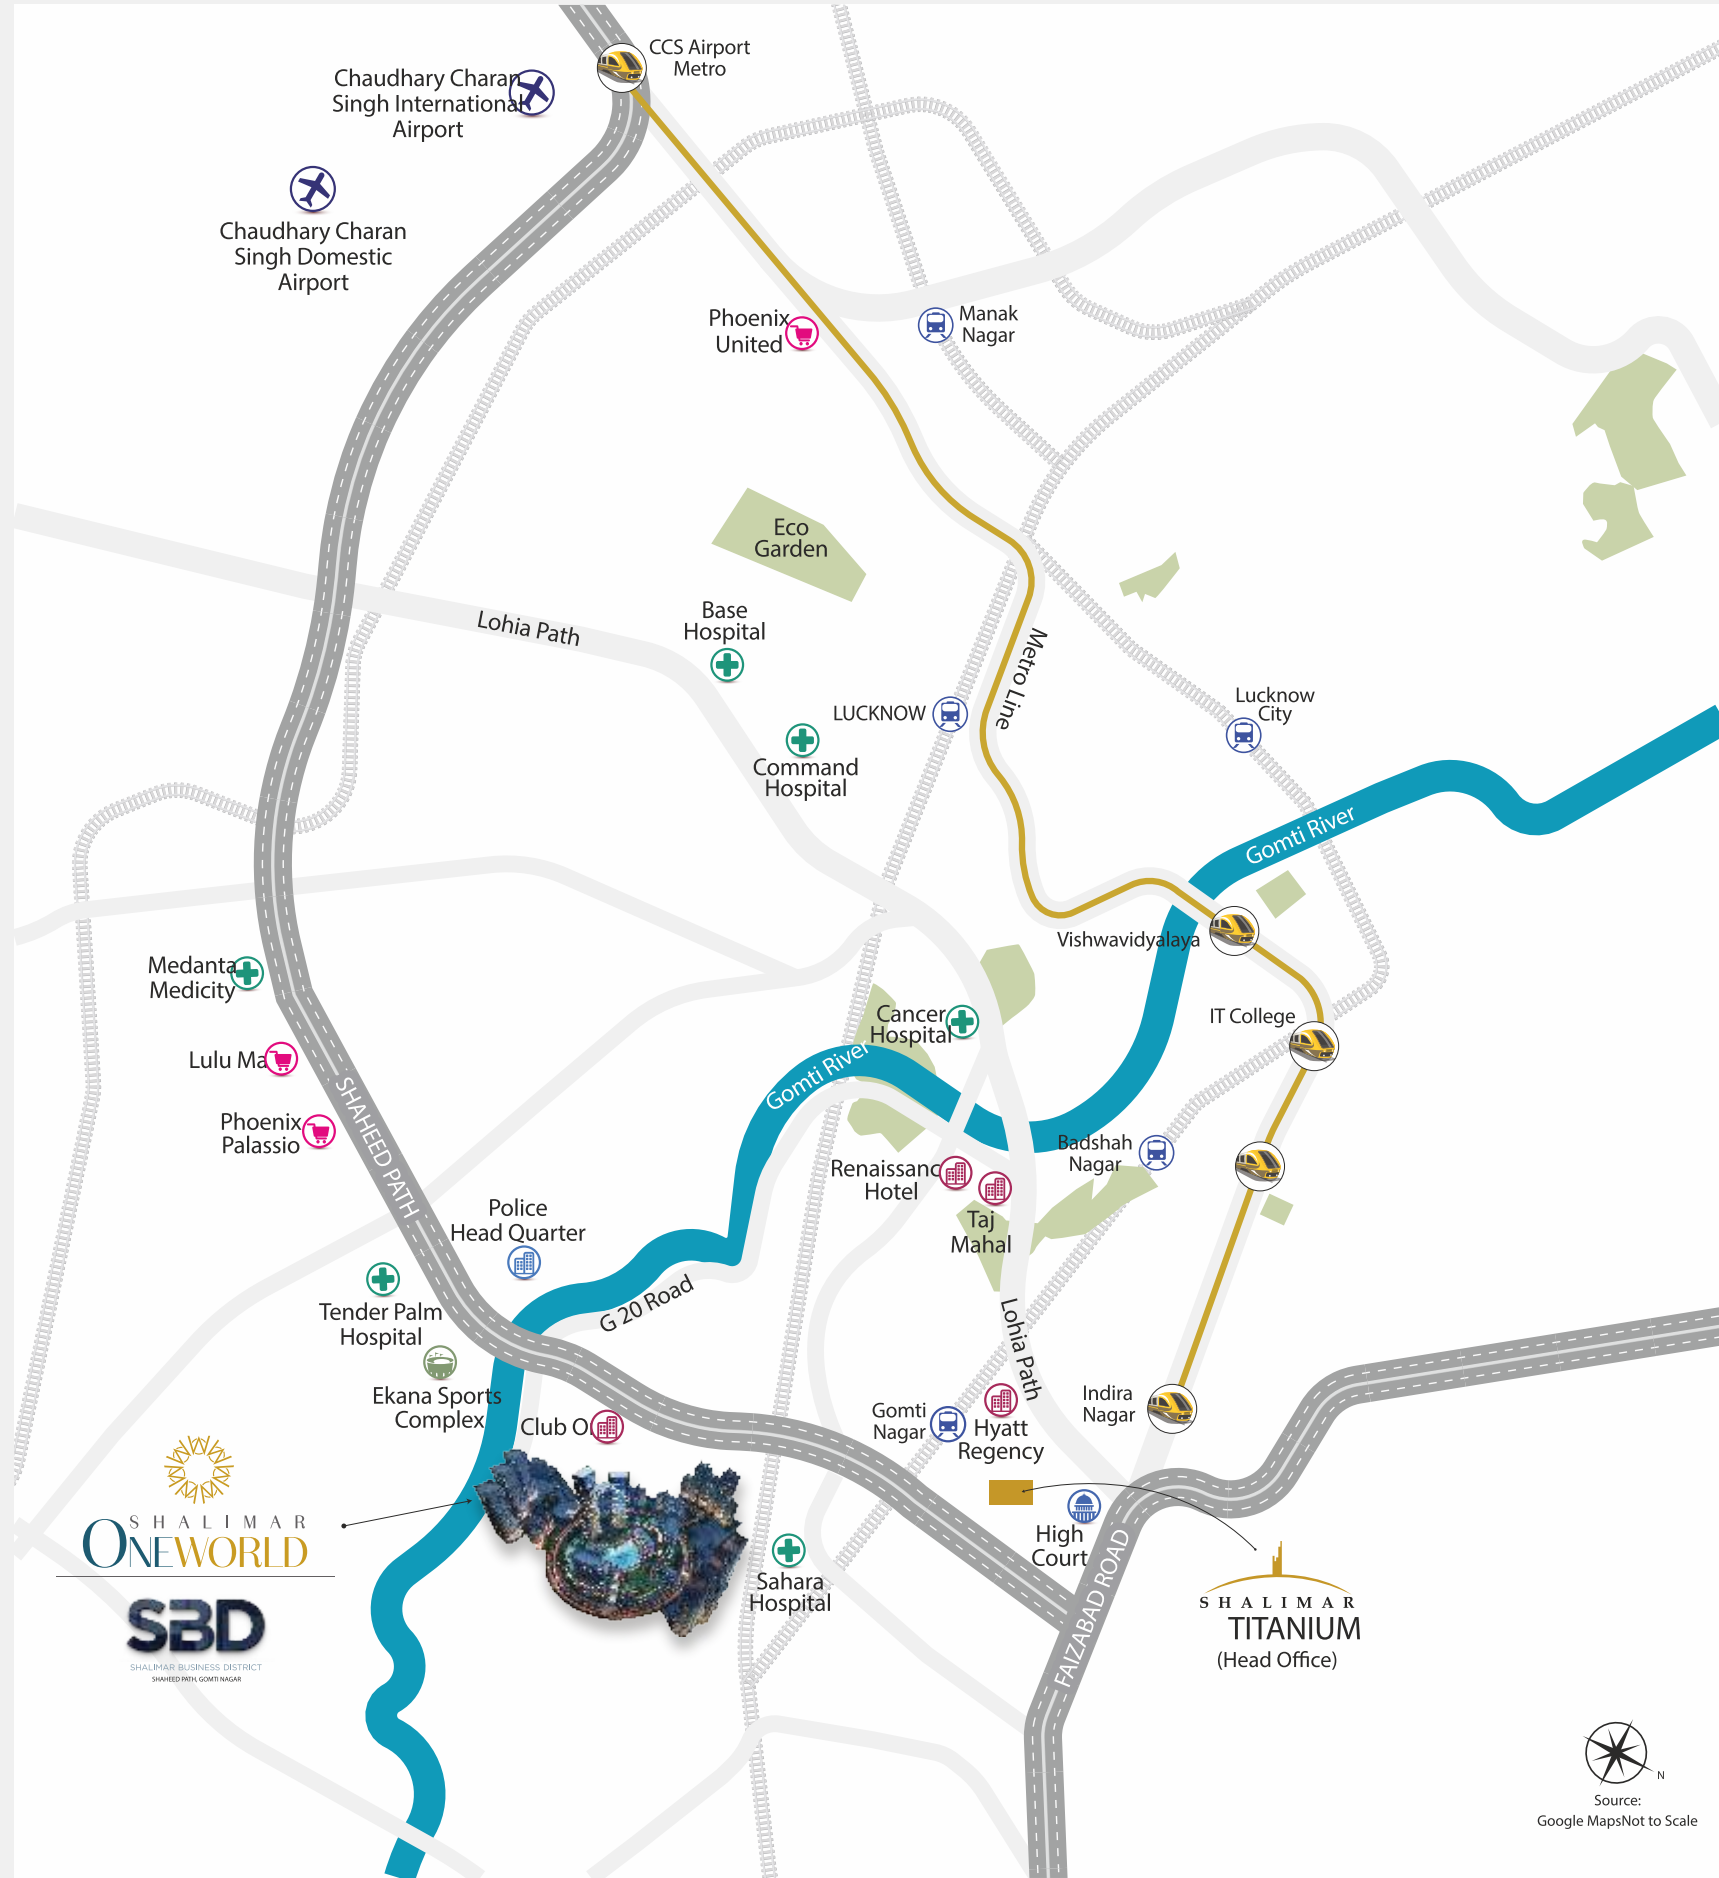 CCS Airport
Metro
Chaudhary Charan
Singh International
Airport
Chaudhary Charan
Singh Domestic
Airport
Phoenix
United
Manak
Nagar
Eco
Garden
Base
Hospital
Lohia Path
Metro Line
LUCKNOW
Lucknow
City
Command
Hospital
Gomti River
Vishwavidyalaya
Medanta
Medicity
Cancer
Hospital
IT College
Lulu Ma
Gomti River
SHAHEED PATH
Phoenix
Palassio
Badshah
Nagar
Renaissanc
Hotel
Taj
Mahal
Police
Head Quarter
G 20 Road
Tender Palm
Hospital
Lohia Path
Ekana Sports
Complex
Club O
Indira
Nagar
Gomti
Nagar
Hyatt
Regency
High
Court
FAIZABAD ROAD
SHALIMAR
ONEWORLD
SBD
SHALIMAR BUSINESS DISTRICT
SHAHEED PATH, GOMTI NAGAR
Sahara
Hospital
SHALIMAR
TITANIUM
(Head Office)
N
Source:
Google MapsNot to Scale